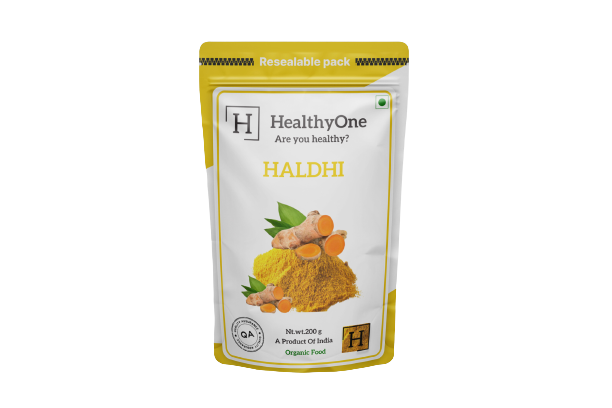 Resealable pack
H
HealthyOne
Are you healthy?
HALDHI
QA
Nt.wt.200 g
A Product Of India
Organic Food
H